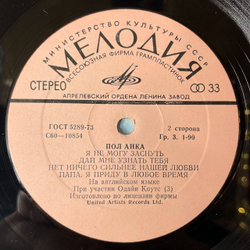 МИНИСТЕРСТВО КУЛЬТУРЫ СССР
МЕЛОДИЯ
ВСЕСОЮЗНАЯ ФИРМА ГРАМПЛАСТИНОК
СТЕРЕО
33
АПРЕЛЕВСКИЙ ОРДЕНА ЛЕНИНА ЗАВОД
ГОСТ 5289-73
2 сторона
С60—10854
Гр. 3. 1-90
ПОЛ АНКА
Я НЕ МОГУ ЗАСНУТЬ
ДАЙ МНЕ УЗНАТЬ ТЕБЯ
НЕТ НИЧЕГО СИЛЬНЕЕ НАШЕЙ ЛЮБВИ
ПАПА. Я ПРИДУ В ЛЮБОЕ ВРЕМЯ
На английском языке
При участии Одайи Коутс (3)
Изготовлено по лицензии фирмы
United Artists Records Ltd.